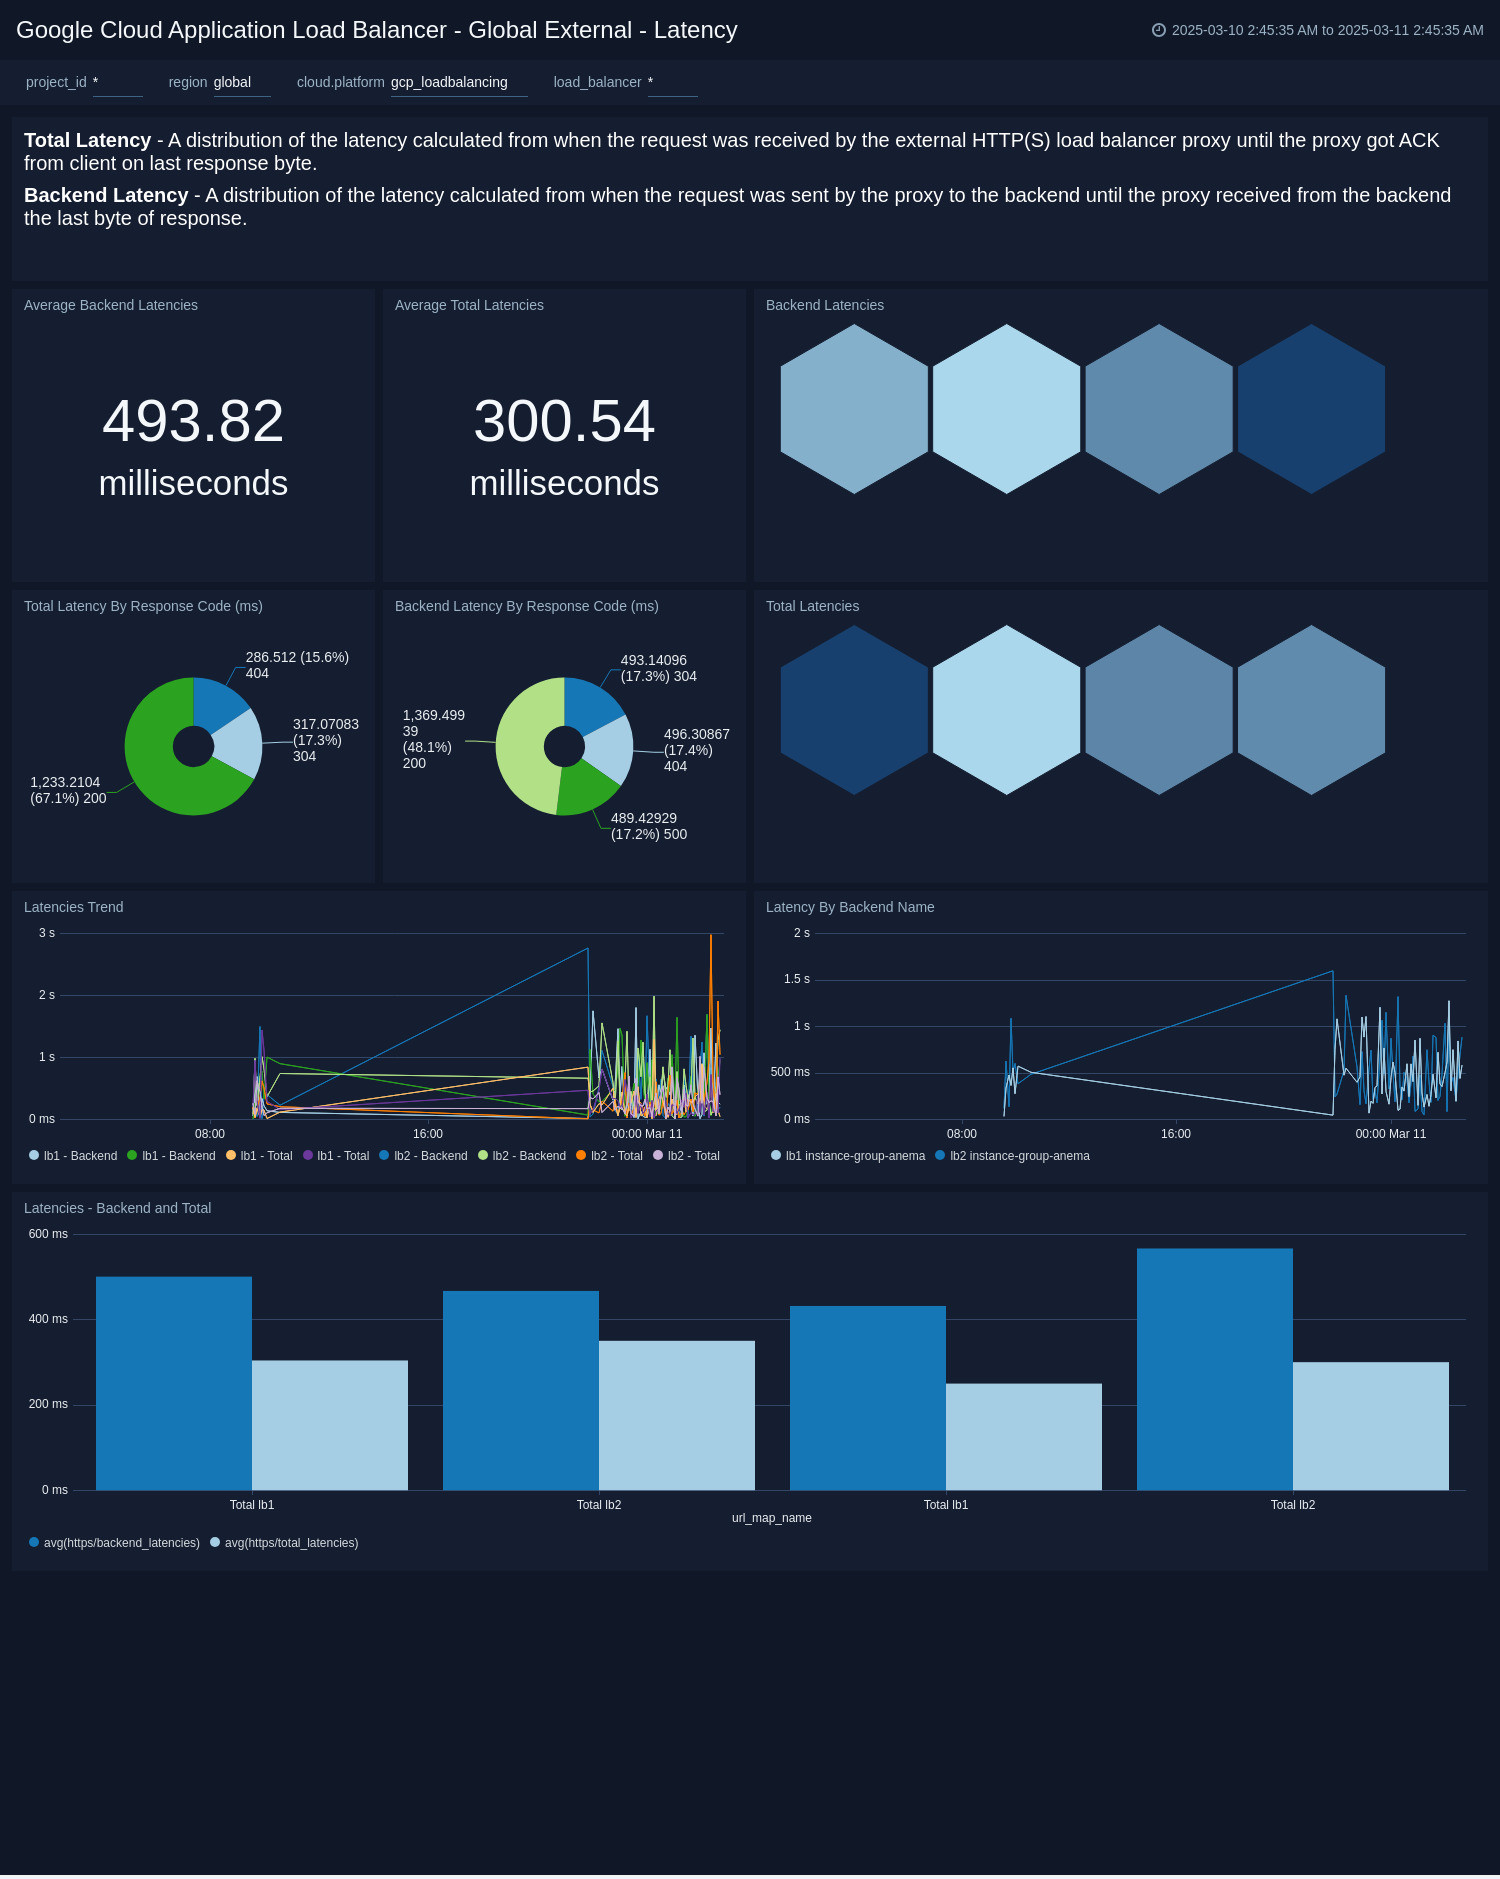 Google Cloud Application Load Balancer - Global External - Latency
2025-03-10 2:45:35 AM to 2025-03-11 2:45:35 AM
project_id *
region global
cloud.platform gcp_loadbalancing
load_balancer *
Total Latency - A distribution of the latency calculated from when the request was received by the external HTTP(S) load balancer proxy until the proxy got ACK
from client on last response byte.
Backend Latency - A distribution of the latency calculated from when the request was sent by the proxy to the backend until the proxy received from the backend
the last byte of response.
Average Backend Latencies
493.82
milliseconds
Average Total Latencies
300.54
milliseconds
Backend Latencies
Total Latency By Response Code (ms)
286.512 (15.6%)
404
317.07083
(17.3%)
304
1,233.2104
(67.1%) 200
Backend Latency By Response Code (ms)
493.14096
(17.3%) 304
1,369.499
39
(48.1%)
200
496.30867
(17.4%)
404
489.42929
(17.2%) 500
Total Latencies
Latencies Trend
3 s
2 s
1 s
0 ms
08:00
16:00
00:00 Mar 11
lb1 - Backend
lb1 - Backend
lb1 - Total
lb1 - Total
lb2 - Backend
lb2 - Backend
lb2 - Total
lb2 - Total
Latency By Backend Name
2 s
1.5 s
1 s
500 ms
0 ms
08:00
16:00
00:00 Mar 11
lb1 instance-group-anema
lb2 instance-group-anema
Latencies - Backend and Total
600 ms
400 ms
200 ms
0 ms
Total lb1
Total lb2
Total lb1
Total lb2
url_map_name
avg(https/backend_latencies)
avg(https/total_latencies)